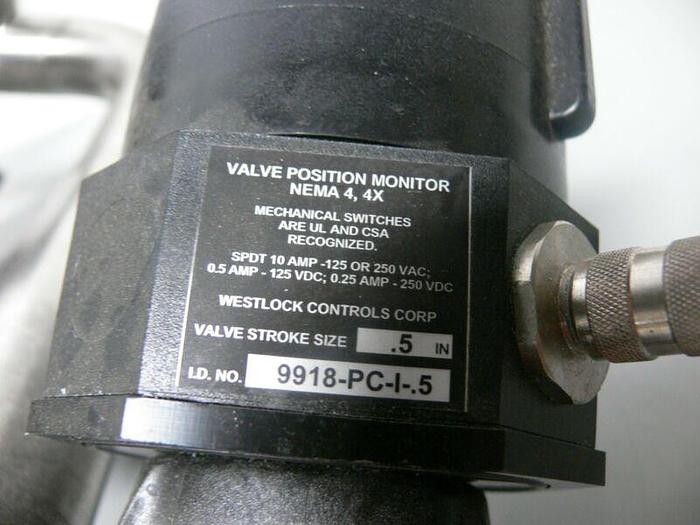 VALVE POSITION MONITOR
NEMA 4, 4X
MECHANICAL SWITCHES
ARE UL AND CSA
RECOGNIZED.
SPDT 10 AMP -125 OR 250 VAC;
0.5 AMP - 125 VDC; 0.25 AMP - 250 VDC
WESTLOCK CONTROLS CORP
VALVE STROKE SIZE .5 IN
I.D. NO. 9918-PC-I-.5